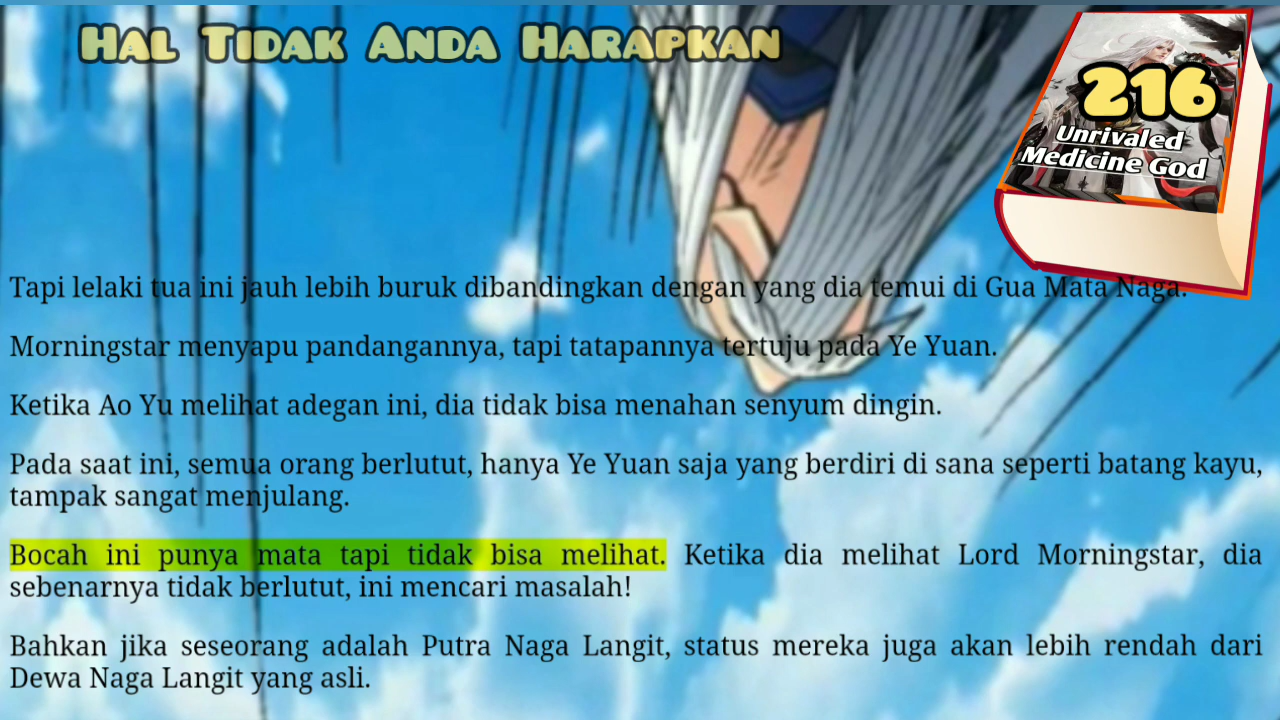 Hal Tidak Anda Harapkan
216
Unrivaled
Medicine God
Tapi lelaki tua ini jauh lebih buruk dibandingkan dengan yang dia temui di Gua Mata Naga.
Morningstar menyapu pandangannya, tapi tatapannya tertuju pada Ye Yuan.
Ketika Ao Yu melihat adegan ini, dia tidak bisa menahan senyum dingin.
Pada saat ini, semua orang berlutut, hanya Ye Yuan saja yang berdiri di sana seperti batang kayu,
tampak sangat menjulang.
Bocah ini punya mata tapi tidak bisa melihat. Ketika dia melihat Lord Morningstar, dia
sebenarnya tidak berlutut, ini mencari masalah!
Bahkan jika seseorang adalah Putra Naga Langit, status mereka juga akan lebih rendah dari
Dewa Naga Langit yang asli.